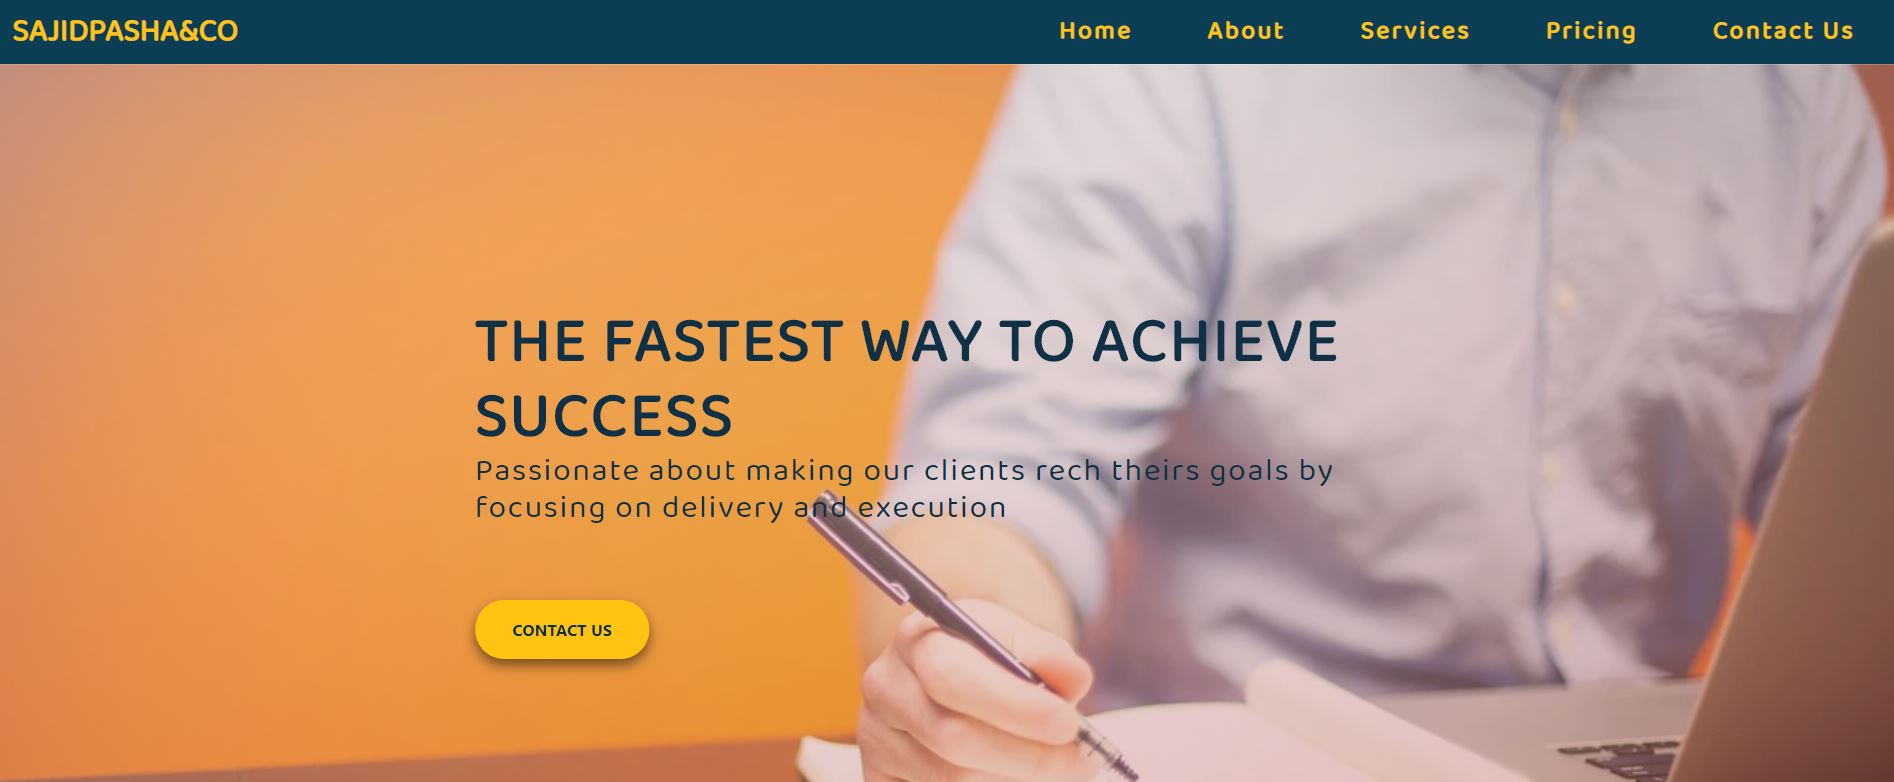 SAJIDPASHA&CO
Home About Services Pricing Contact Us
THE FASTEST WAY TO ACHIEVE
SUCCESS
Passionate about making our clients rech theirs goals by
focusing on delivery and execution
CONTACT US